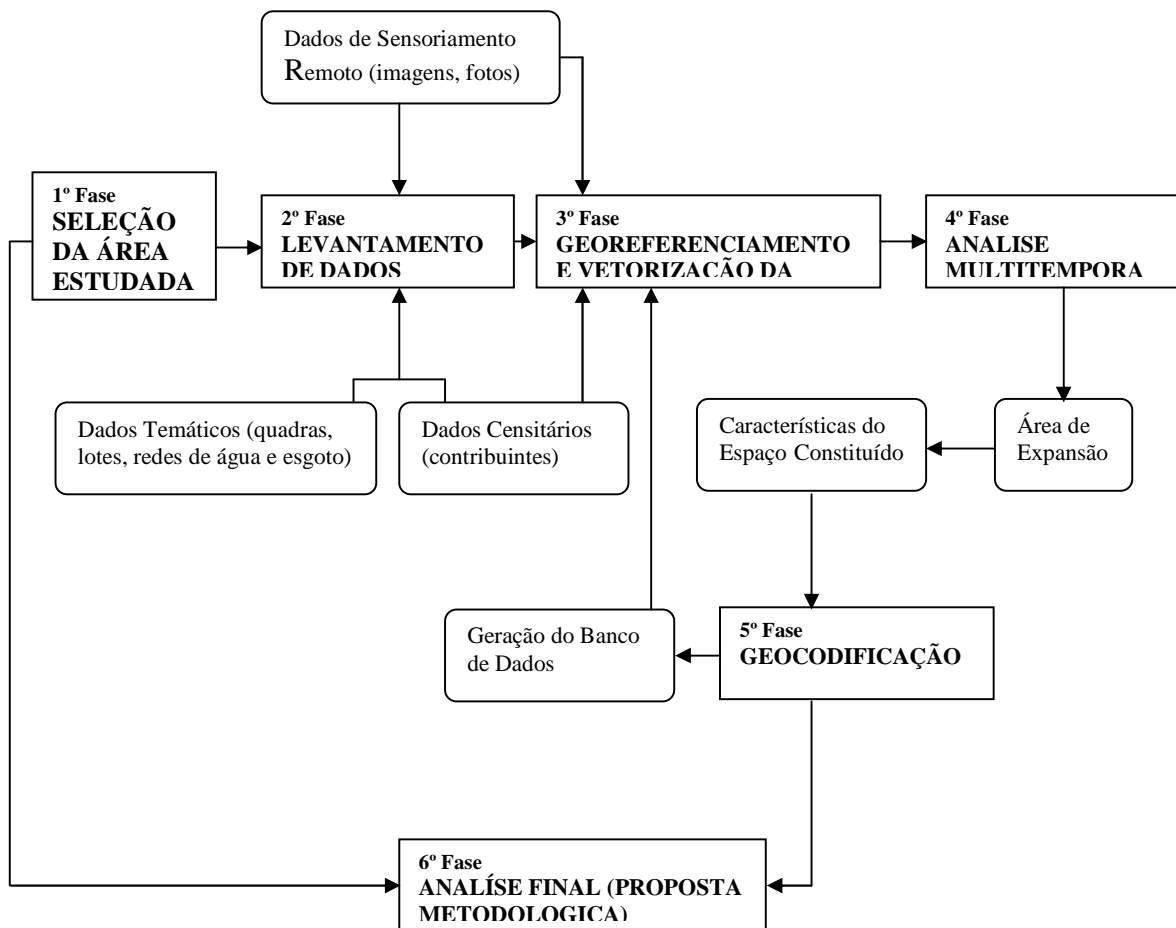 Dados de Sensoriamento
Remoto (imagens, fotos)
1º Fase
SELEÇÃO
DA ÁREA
ESTUDADA
2º Fase
LEVANTAMENTO
DE DADOS
3º Fase
GEOREFERENCIAMENTO
E VETORIZAÇÃO DA
4º Fase
ANALISE
MULTITEMPORA
Dados Temáticos (quadras,
lotes, redes de água e esgoto)
Dados Censitários
(contribuintes)
Características do
Espaço Constituído
Área de
Expansão
Geração do Banco
de Dados
5º Fase
GEOCODIFICAÇÃO
6º Fase
ANALÍSE FINAL (PROPOSTA
METODOLOGICA)